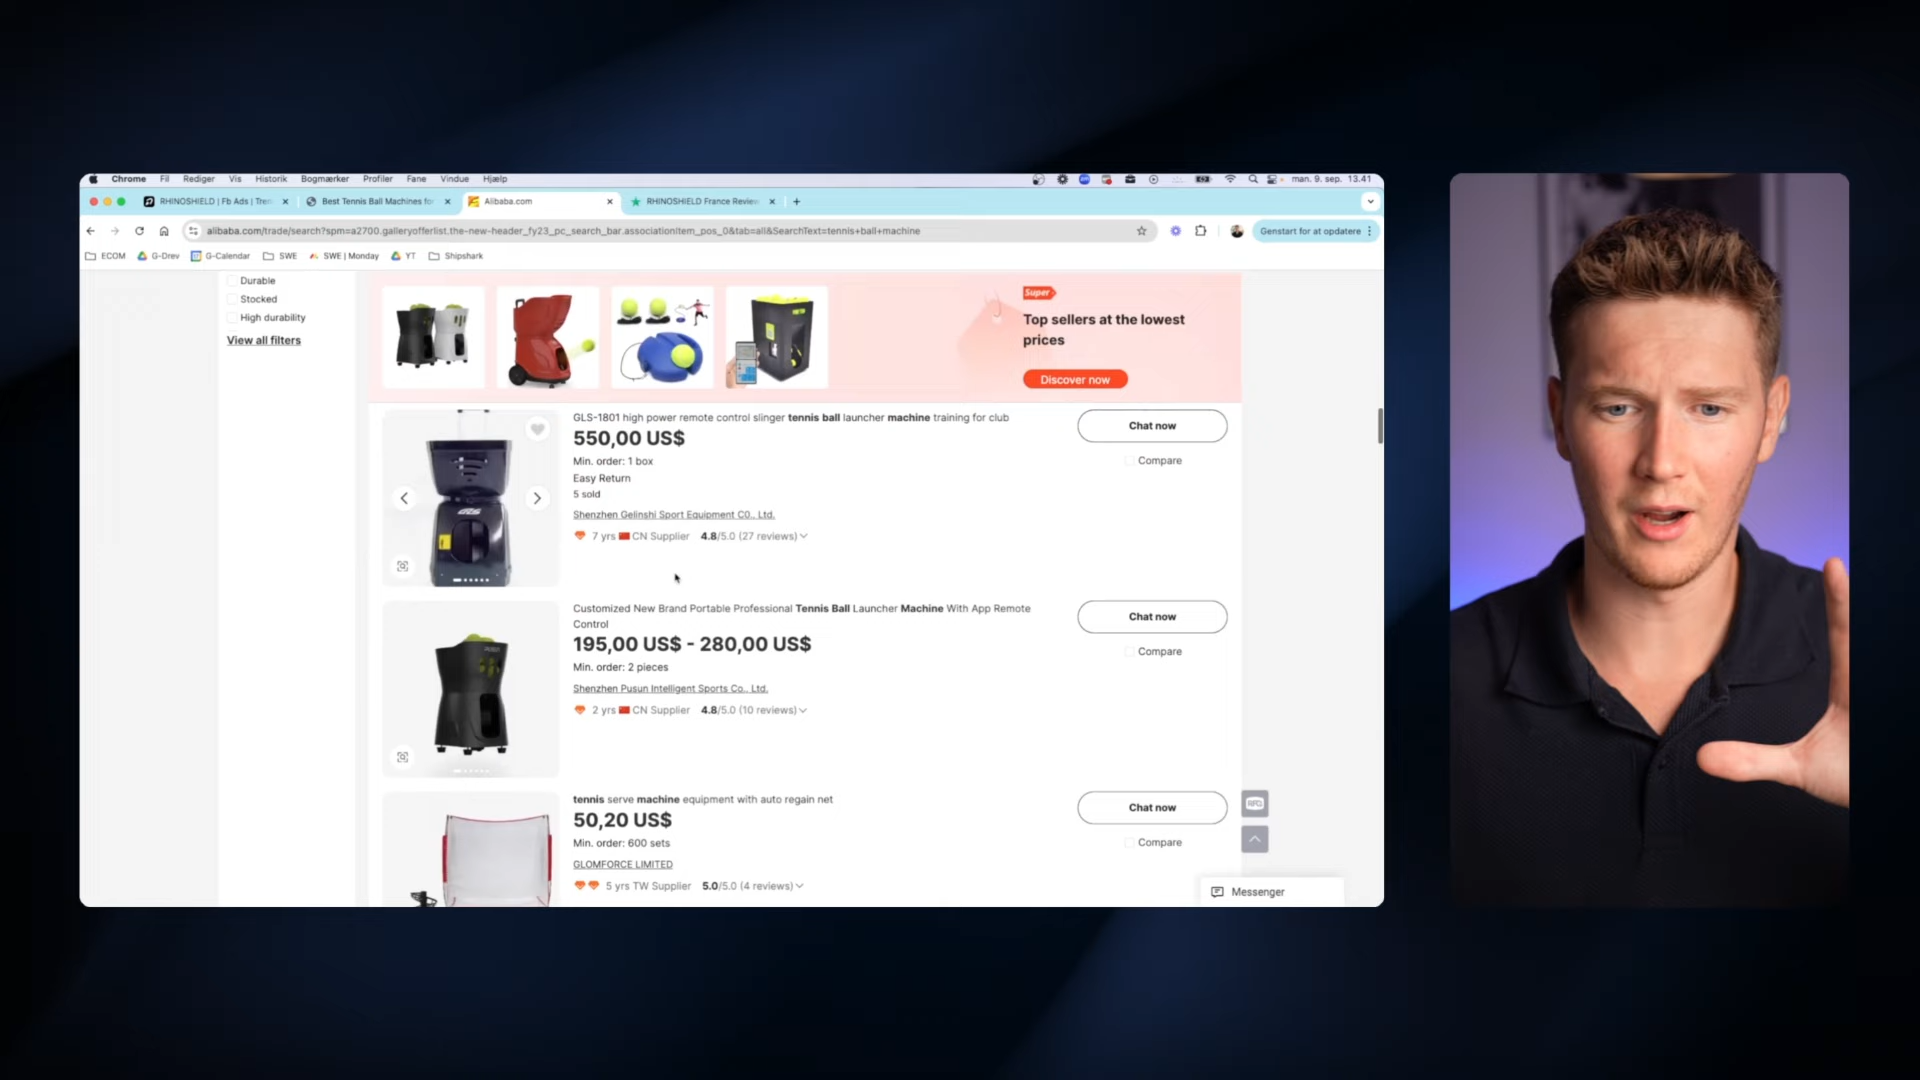 Chrome Fil Rediger Vis Historik Bogmærker Profiler Fane Vindue Hjælp man. 9. sep. 13.41
RHINOSHIELD | Fb Ads | Tren Best Tennis Ball Machines for Alibaba.com RHINOSHIELD France Review
alibaba.com/trade/search?spm=a2700.galleryofferlist.the-new-header_fy23_pc_search_bar.associationItem_pos_0&tab=all&SearchText=tennis+ball+machine Genstart for at opdatere
ECOM G-Drev G-Calendar SWE SWE | Monday YT Shipshark
Durable
Stocked
High durability
View all filters
Super
Top sellers at the lowest
prices
Discover now
GLS-1801 high power remote control slinger tennis ball launcher machine training for club
550,00 US$
Min. order: 1 box
Easy Return
5 sold
Shenzhen Gelinshi Sport Equipment CO., Ltd.
7 yrs CN Supplier 4.8/5.0 (27 reviews)
Chat now
Compare
Customized New Brand Portable Professional Tennis Ball Launcher Machine With App Remote
Control
195,00 US$ - 280,00 US$
Min. order: 2 pieces
Shenzhen Pusun Intelligent Sports Co., Ltd.
2 yrs CN Supplier 4.8/5.0 (10 reviews)
Chat now
Compare
tennis serve machine equipment with auto regain net
50,20 US$
Min. order: 600 sets
GLOMFORCE LIMITED
5 yrs TW Supplier 5.0/5.0 (4 reviews)
Chat now
Compare
RFQ
Messenger